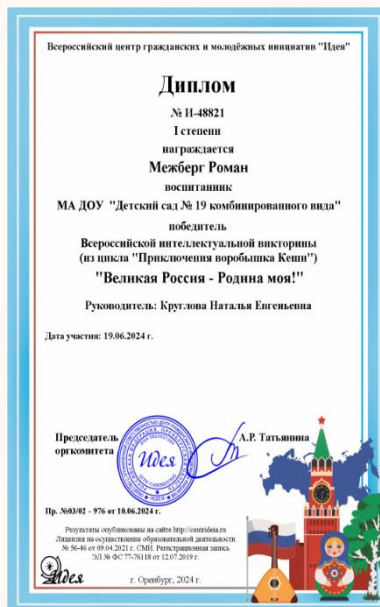 Всероссийский центр гражданских и молодёжных инициатив "Идея"
Диплом
№ И-48821
I степени
награждается
Межберг Роман
воспитанник
МА ДОУ "Детский сад № 19 комбинированного вида"
победитель
Всероссийской интеллектуальной викторины
(из цикла "Приключения воробышка Кеши")
"Великая Россия - Родина моя!"
Руководитель: Круглова Наталья Евгеньевна
Дата участия: 19.06.2024 г.
Председатель
оргкомитета
Идея
А.Р. Татьянина
Пр. №03/02 - 976 от 10.06.2024 г.
Результаты опубликованы на сайте http://centrideia.ru
Лицензия на осуществление образовательной деятельности
№ 56-46 от 09.04.2021 г. СМИ. Регистрационная запись
ЭЛ № ФС 77-76118 от 12.07.2019 г.
Идея
г. Оренбург, 2024 г.